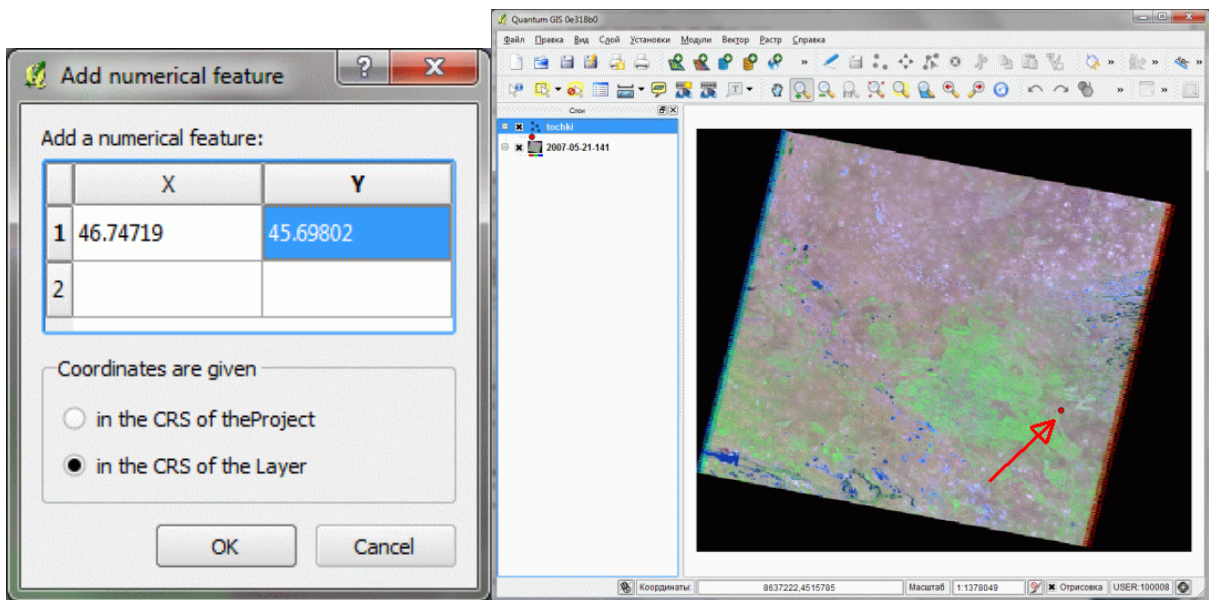 Add numerical feature
Add a numerical feature:
X Y
1 46.74719 45.69802
2
Coordinates are given
in the CRS of theProject
in the CRS of the Layer
OK Cancel
Quantum GIS 0e318b0
Файл Правка Вид Слой Установки Модули Вектор Растр Справка
Слои
tochki
2007-05-21-141
Координаты: 8637222,4515785 Масштаб 1:1378049 Отрисовка USER:100008